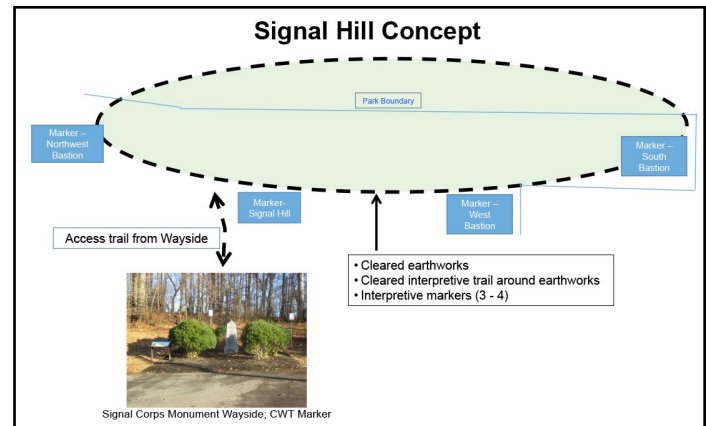 Signal Hill Concept
Park Boundary
Marker –
Northwest
Bastion
Marker –
South
Bastion
Marker-
Signal Hill
Marker –
West
Bastion
Access trail from Wayside
• Cleared earthworks
• Cleared interpretive trail around earthworks
• Interpretive markers (3 - 4)
Signal Corps Monument Wayside; CWT Marker